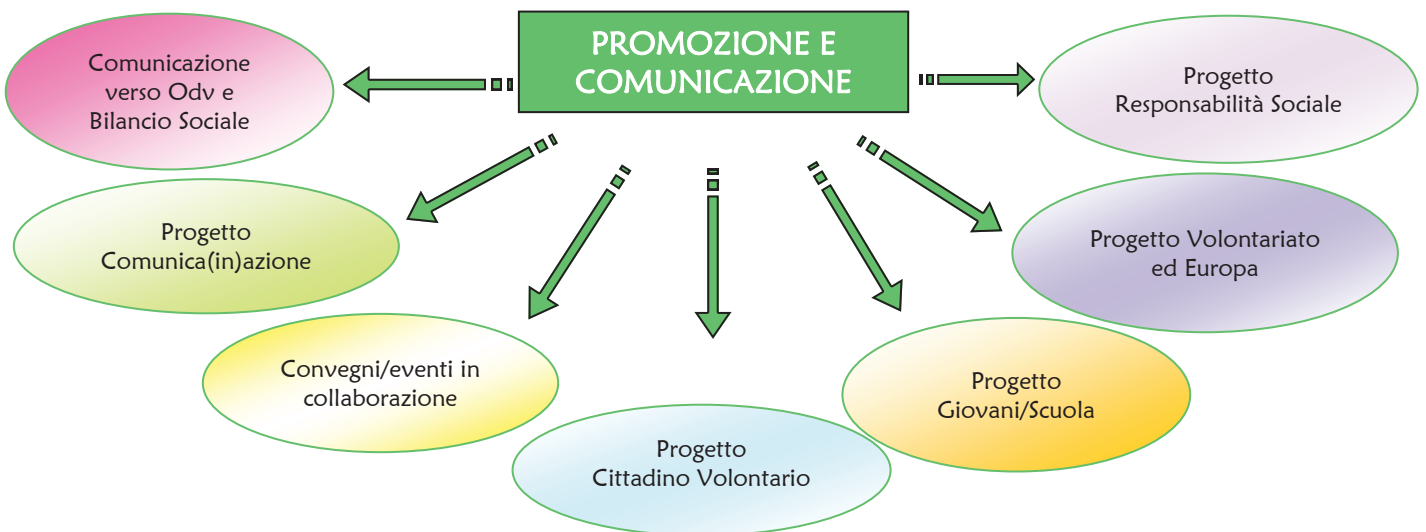 PROMOZIONE E
COMUNICAZIONE
Comunicazione
verso Odv e
Bilancio Sociale
Progetto
Comunica(in)azione
Convegni/eventi in
collaborazione
Progetto
Cittadino Volontario
Progetto
Giovani/Scuola
Progetto Volontariato
ed Europa
Progetto
Responsabilità Sociale